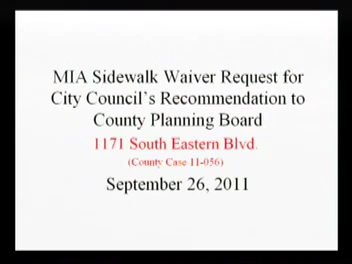 MIA Sidewalk Waiver Request for
City Council's Recommendation to
County Planning Board
1171 South Eastern Blvd.
(County Case 11-056)
September 26, 2011